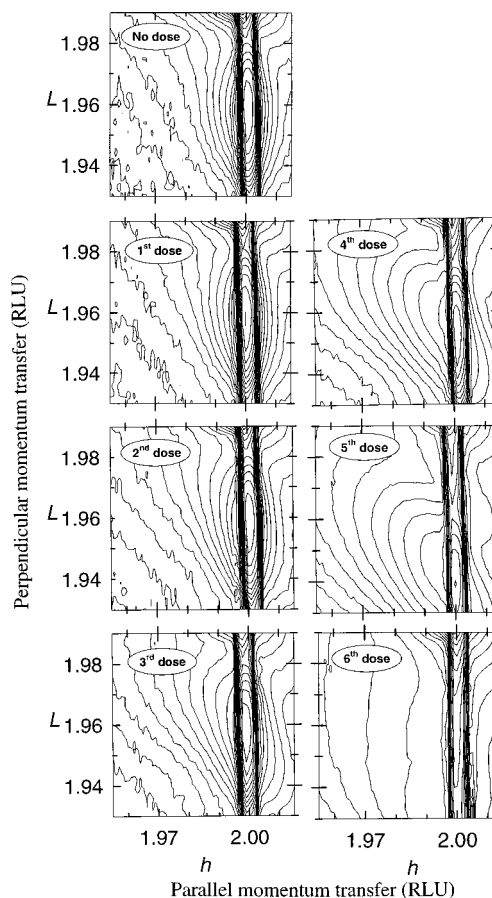 1.98
No dose
L 1.96
1.94
1.98
1st dose
1.96
1.94
4th dose
1.98
2nd dose
1.96
1.94
5th dose
1.98
3rd dose
L 1.96
1.94
6th dose
1.97 2.00
h
1.97 2.00
h
Perpendicular momentum transfer (RLU)
Parallel momentum transfer (RLU)